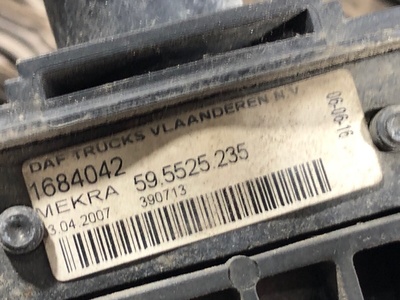 DAF TRUCKS VLAANDEREN N.V.
1684042
MEKRA 59.5525.235
3.04.2007 390713
06-06-16